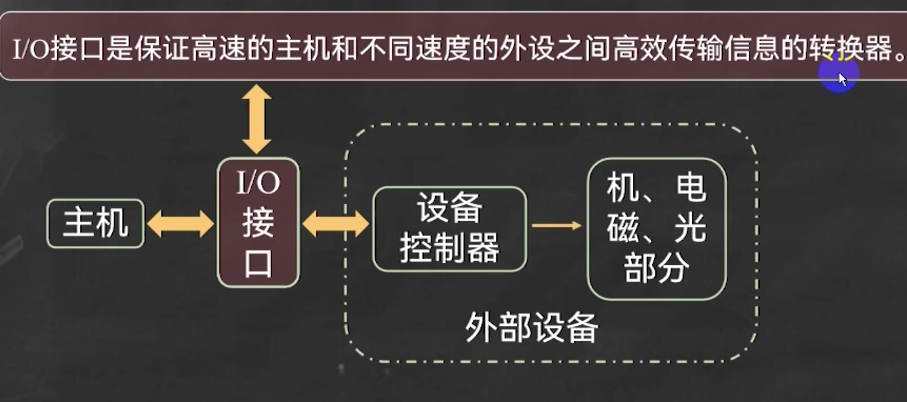 I/O接口是保证高速的主机和不同速度的外设之间高效传输信息的转换器。
主机
I/O
接
口
设备
控制器
机、电
磁、光
部分
外部设备